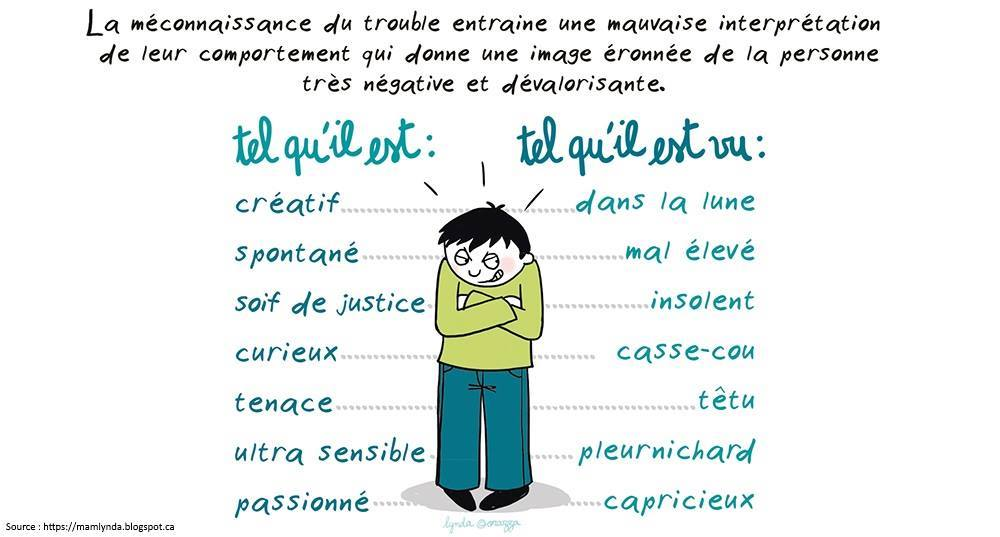 La méconnaissance du trouble entraine une mauvaise interprétation
de leur comportement qui donne une image éronnée de la personne
très négative et dévalorisante.
tel qu'il est : tel qu'il est vu :
créatif dans la lune
spontané mal élevé
soif de justice insolent
curieux casse-cou
tenace têtu
ultra sensible pleurnichard
passionné capricieux
Source : https://mamlynda.blogspot.ca
lynda